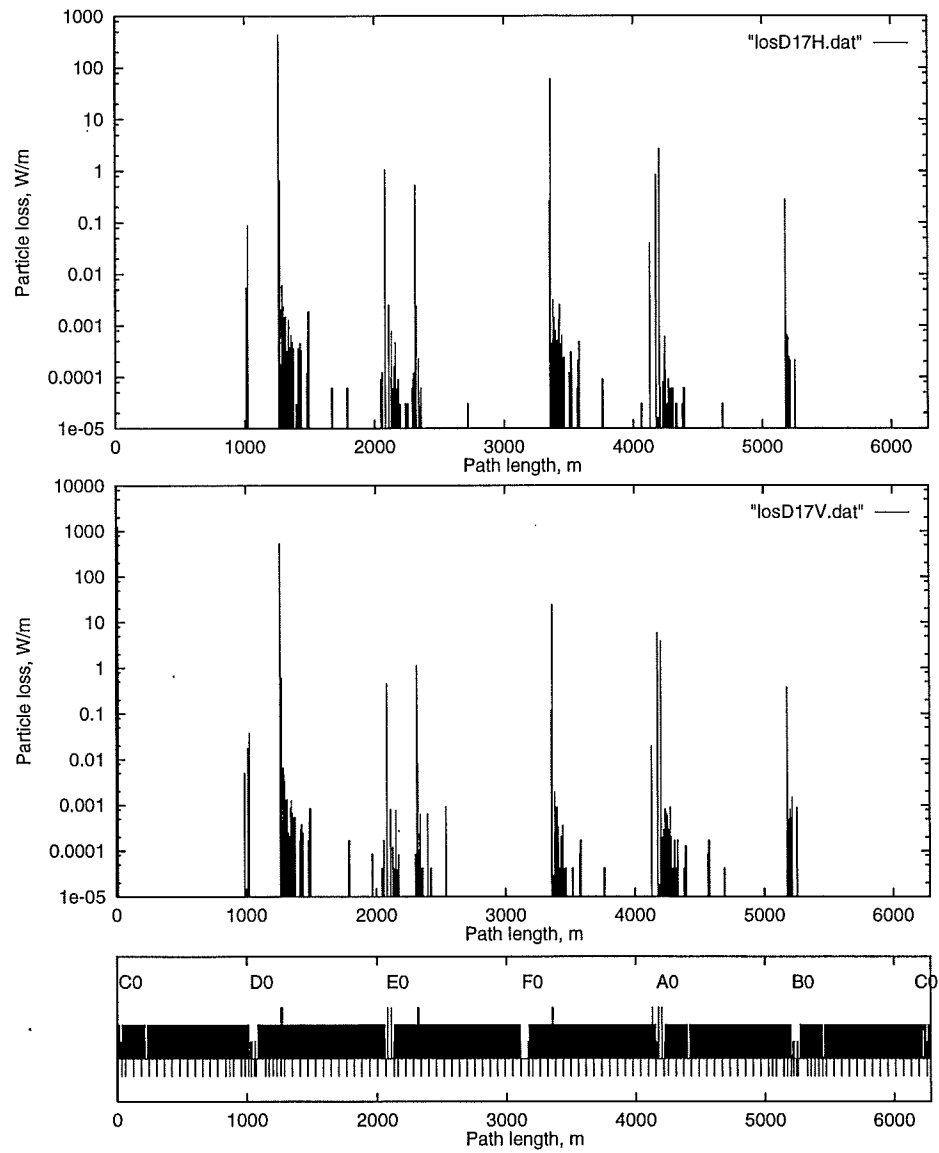 1000
"losD17H.dat"
100
10
1
0.1
0.01
0.001
0.0001
1e-05
Particle loss, W/m
0 1000 2000 3000 4000 5000 6000
Path length, m
10000
"losD17V.dat"
1000
100
10
1
0.1
0.01
0.001
0.0001
1e-05
Particle loss, W/m
0 1000 2000 3000 4000 5000 6000
Path length, m
C0 D0 E0 F0 A0 B0 C0
0 1000 2000 3000 4000 5000 6000
Path length, m